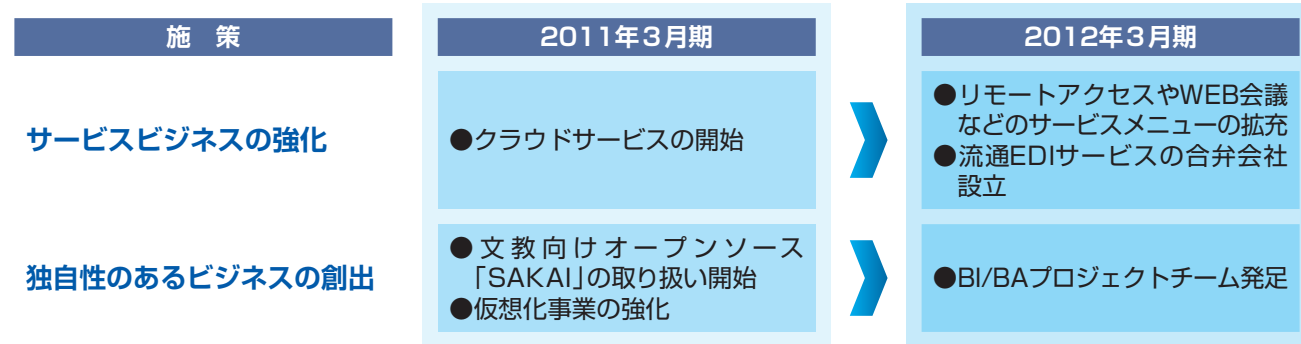 施　策
2011年3月期
2012年3月期
サービスビジネスの強化
●クラウドサービスの開始
●リモートアクセスやWEB会議
などのサービスメニューの拡充
●流通EDIサービスの合弁会社
設立
独自性のあるビジネスの創出
●文教向けオープンソース
「SAKAI」の取り扱い開始
●仮想化事業の強化
●BI/BAプロジェクトチーム発足